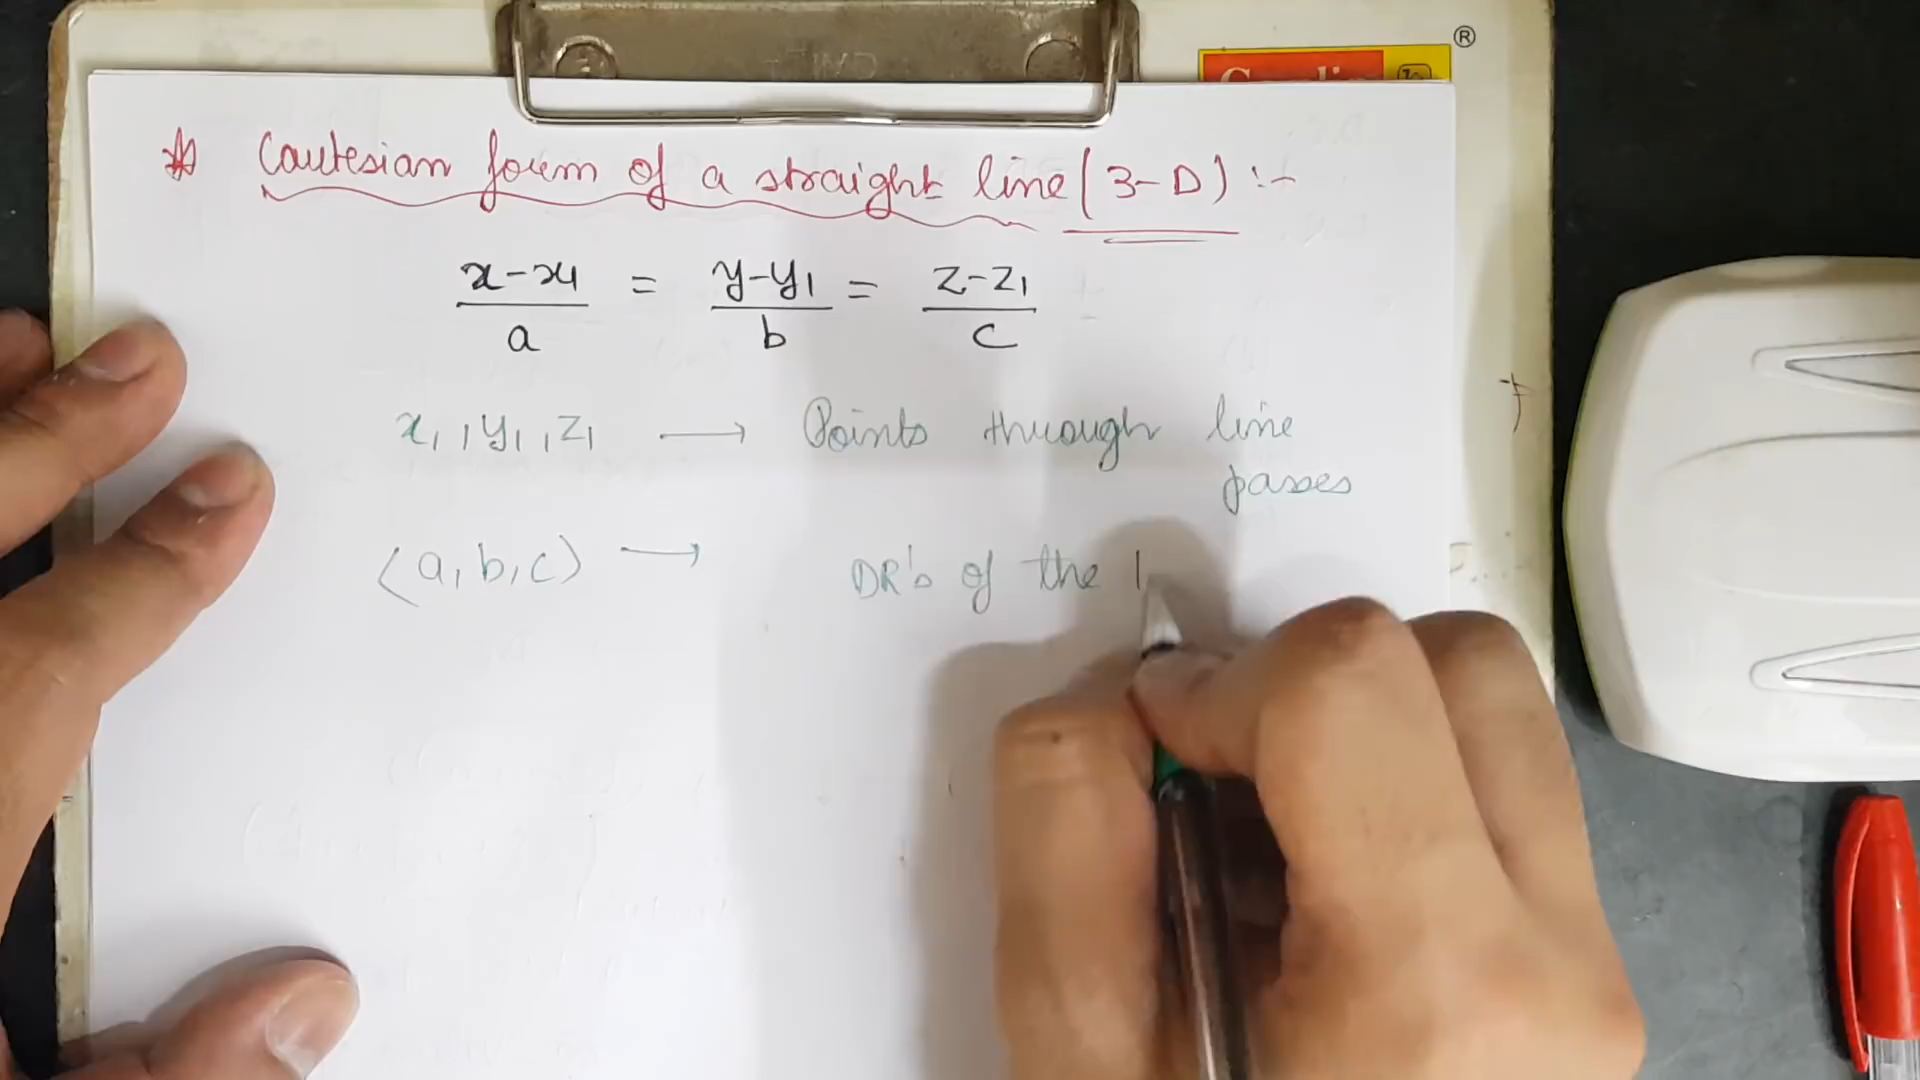 * Cartesian form of a straight line (3-D) :-
x-x1/a = y-y1/b = z-z1/c
x1, y1, z1 → Points through line
passes
<a, b, c> → DR's of the l
®